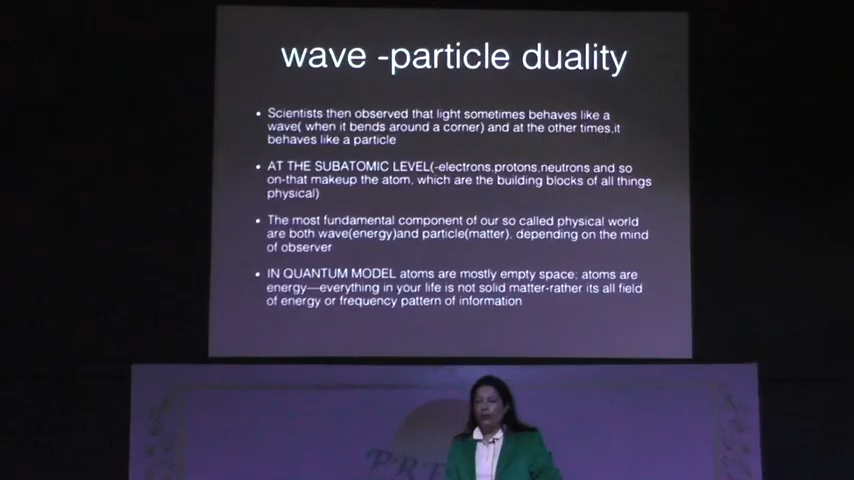 wave -particle duality
• Scientists then observed that light sometimes behaves like a
wave( when it bends around a corner) and at the other times,it
behaves like a particle
• AT THE SUBATOMIC LEVEL(-electrons,protons,neutrons and so
on-that makeup the atom, which are the building blocks of all things
physical)
• The most fundamental component of our so called physical world
are both wave(energy)and particle(matter), depending on the mind
of observer
• IN QUANTUM MODEL atoms are mostly empty space; atoms are
energy—everything in your life is not solid matter-rather its all field
of energy or frequency pattern of information